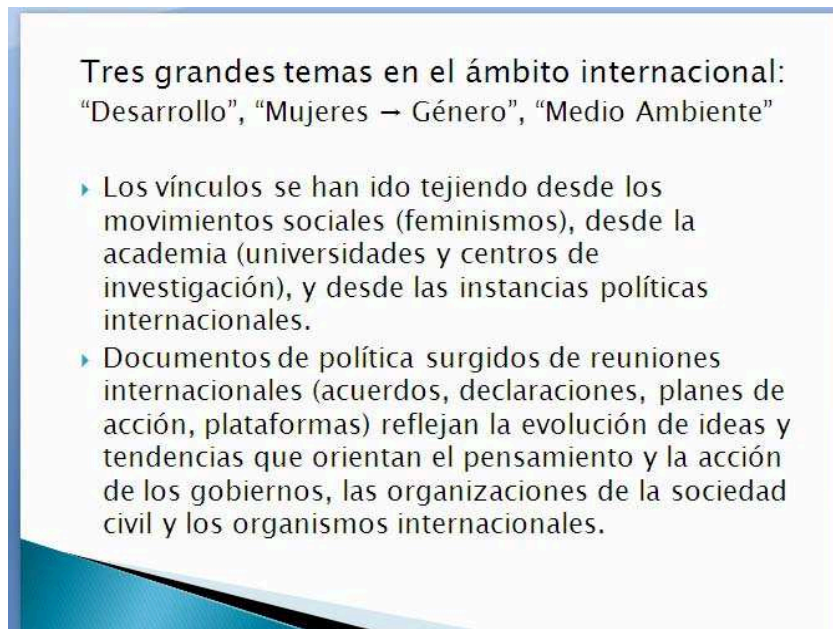 Tres grandes temas en el ámbito internacional:
“Desarrollo”, “Mujeres → Género”, “Medio Ambiente”
Los vínculos se han ido tejiendo desde los
movimientos sociales (feminismos), desde la
academia (universidades y centros de
investigación), y desde las instancias políticas
internacionales.
Documentos de política surgidos de reuniones
internacionales (acuerdos, declaraciones, planes de
acción, plataformas) reflejan la evolución de ideas y
tendencias que orientan el pensamiento y la acción
de los gobiernos, las organizaciones de la sociedad
civil y los organismos internacionales.